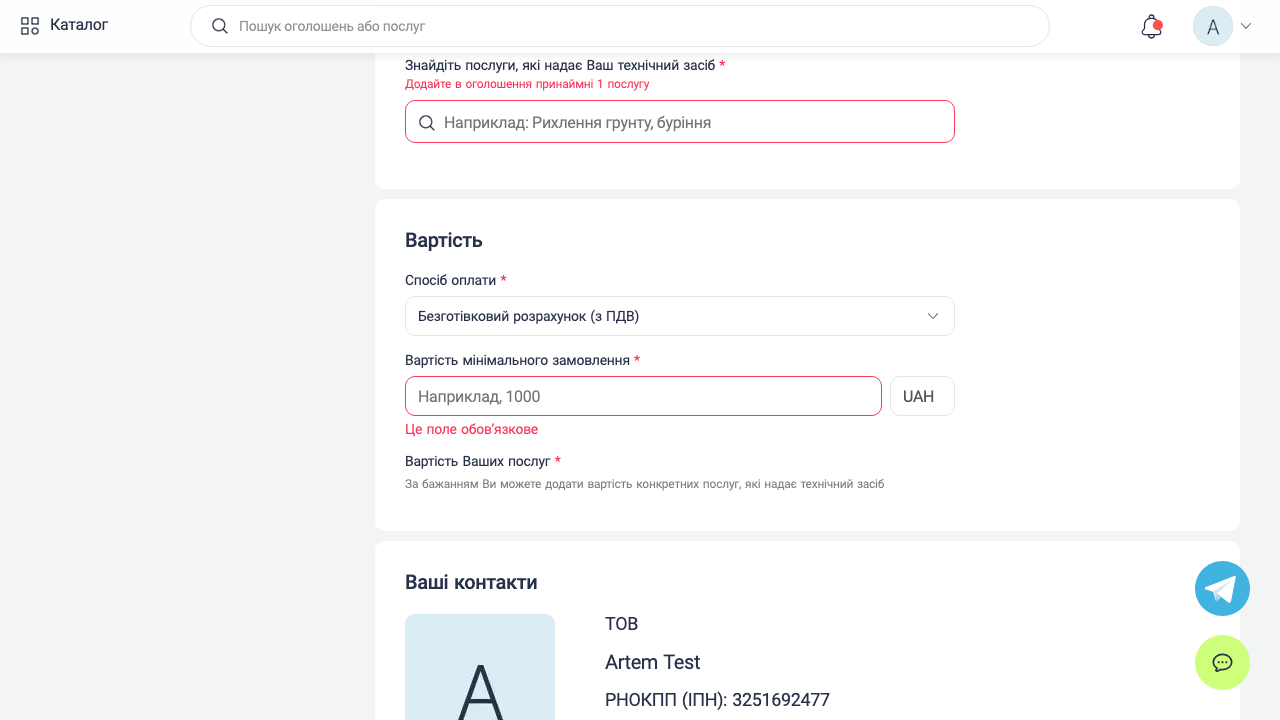 Каталог
Пошук оголошень або послуг
А
Знайдіть послуги, які надає Ваш технічний засіб *
Додайте в оголошення принаймні 1 послугу
Наприклад: Рихлення грунту, буріння
Вартість
Спосіб оплати *
Безготівковий розрахунок (з ПДВ)
Вартість мінімального замовлення *
Наприклад, 1000
UAH
Це поле обов'язкове
Вартість Ваших послуг *
За бажанням Ви можете додати вартість конкретних послуг, які надає технічний засіб
Ваші контакти
А
ТОВ
Artem Test
РНОКПП (ІПН): 3251692477